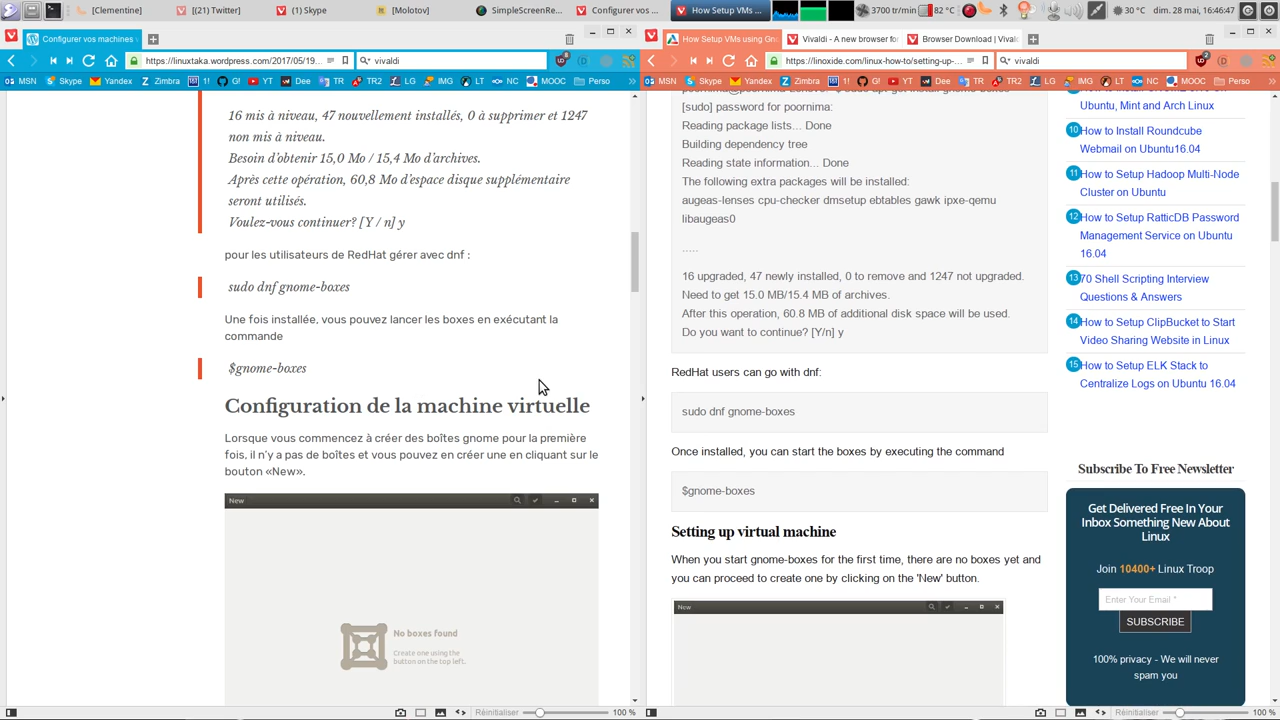 [Clementine]
[(21) Twitter]
(1) Skype
[Molotov]
SimpleScreenRe...
Configurer vos ...
How Setup VMs ...
3700 tr/min
82 °C
30 °C
dim. 28 mai, 16:46:47
Configurer vos machines
https://linuxtaka.wordpress.com/2017/05/19...
vivaldi
MSN
Skype
Yandex
YT
Dee
TR
TR2
LG
IMG
LT
NC
MOOC
Perso
16 mis à niveau, 47 nouvellement installés, 0 à supprimer et 1247
non mis à niveau.
Besoin d’obtenir 15,0 Mo / 15,4 Mo d’archives.
Après cette opération, 60,8 Mo d’espace disque supplémentaire
seront utilisés.
Voulez-vous continuer? [Y / n] y
pour les utilisateurs de RedHat gérer avec dnf :
sudo dnf gnome-boxes
Une fois installée, vous pouvez lancer les boxes en exécutant la
commande
$gnome-boxes
Configuration de la machine virtuelle
Lorsque vous commencez à créer des boîtes gnome pour la première
fois, il n’y a pas de boîtes et vous pouvez en créer une en cliquant sur le
bouton «New».
New
No boxes found
Create one using the
button on the top left.
Réinitialiser
100 %
How Setup VMs using Gn
Vivaldi - A new browser for
Browser Download | Vival
https://linoxide.com/linux-how-to/setting-up-...
vivaldi
MSN
Skype
Yandex
Zimbra
Deezer
Google
YT
TR
TR2
LG
IMG
LT
NC
MOOC
Perso
[sudo] password for poornima:
Reading package lists... Done
Building dependency tree
Reading state information... Done
The following extra packages will be installed:
augeas-lenses cpu-checker dmsetup ebtables gawk ipxe-qemu
libaugeas0
.....
16 upgraded, 47 newly installed, 0 to remove and 1247 not upgraded.
Need to get 15.0 MB/15.4 MB of archives.
After this operation, 60.8 MB of additional disk space will be used.
Do you want to continue? [Y/n] y
RedHat users can go with dnf:
sudo dnf gnome-boxes
Once installed, you can start the boxes by executing the command
$gnome-boxes
Setting up virtual machine
When you start gnome-boxes for the first time, there are no boxes yet and
you can proceed to create one by clicking on the 'New' button.
New
Ubuntu, Mint and Arch Linux
10 How to Install Roundcube
Webmail on Ubuntu16.04
11 How to Setup Hadoop Multi-Node
Cluster on Ubuntu
12 How to Setup RatticDB Password
Management Service on Ubuntu
16.04
13 70 Shell Scripting Interview
Questions & Answers
14 How to Setup ClipBucket to Start
Video Sharing Website in Linux
15 How to Setup ELK Stack to
Centralize Logs on Ubuntu 16.04
Subscribe To Free Newsletter
Get Delivered Free In Your
Inbox Something New About
Linux
Join 10400+ Linux Troop
Enter Your Email *
SUBSCRIBE
100% privacy - We will never
spam you
Réinitialiser
100 %